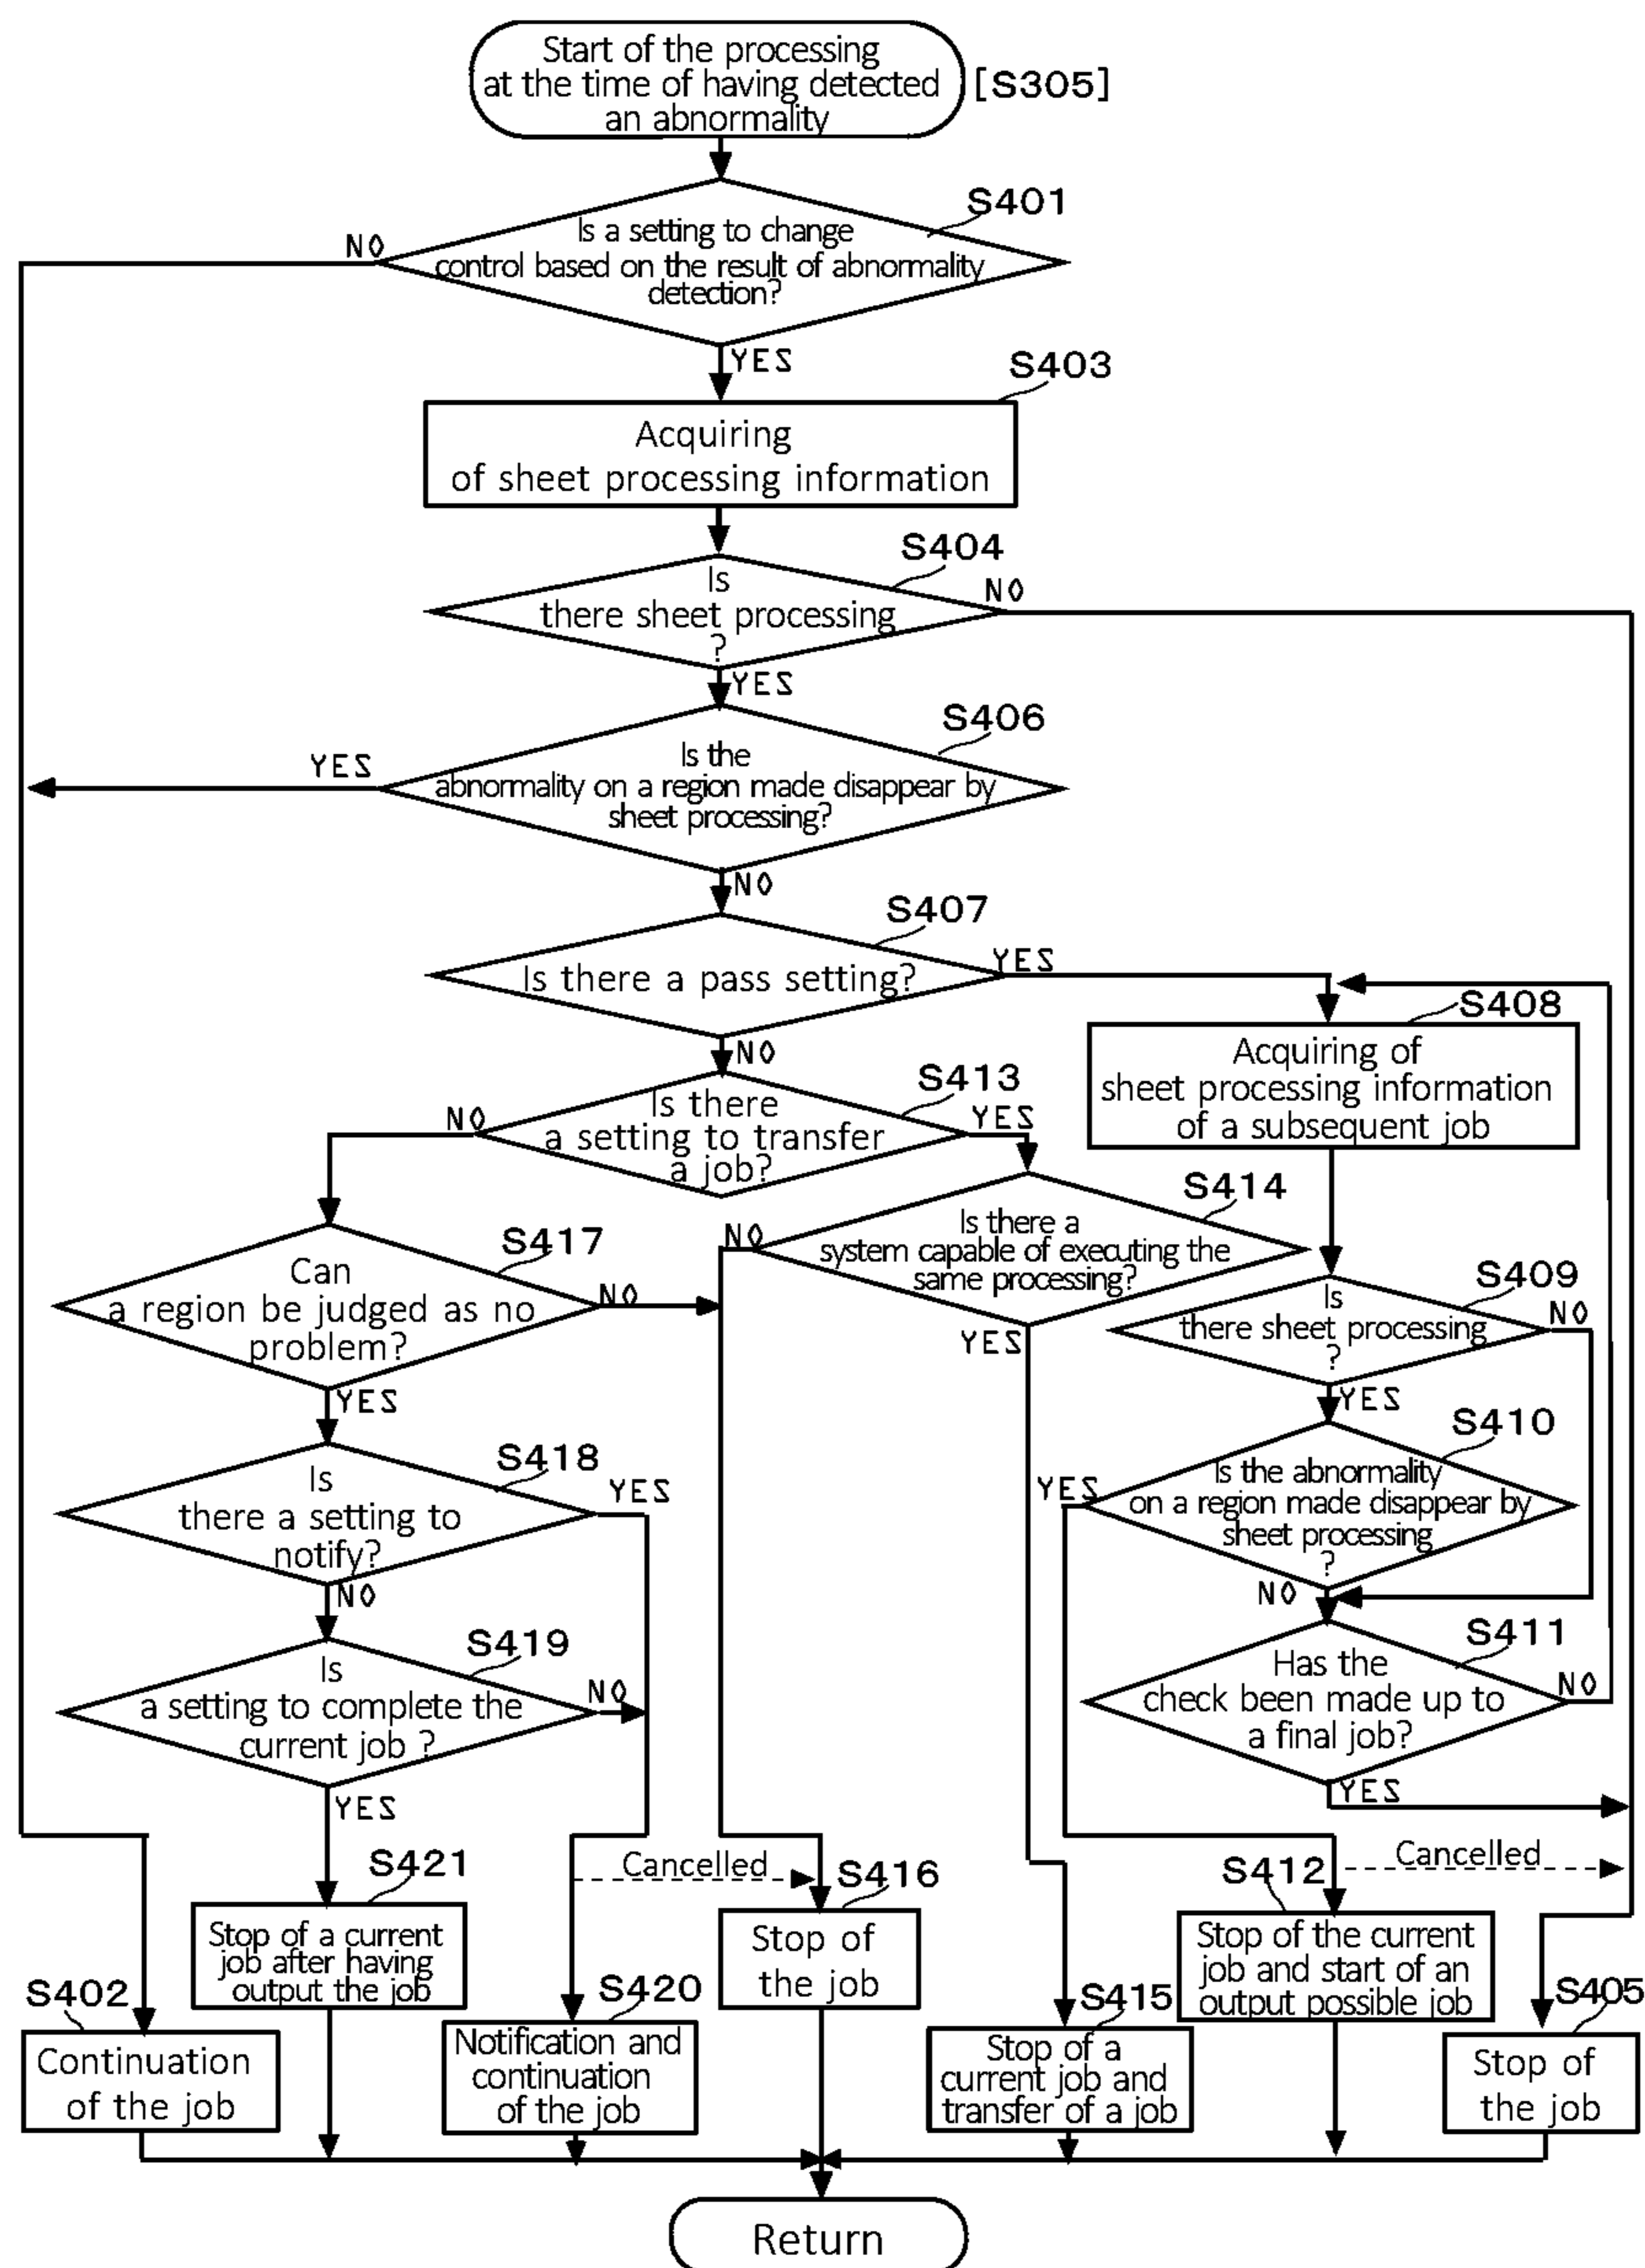 Start of the processing
at the time of having detected
an abnormality
[S305]
S401
Is a setting to change
control based on the result of abnormality
detection?
NO
YES
S403
Acquiring
of sheet processing information
S404
Is
there sheet processing
?
NO
YES
S406
Is the
abnormality on a region made disappear by
sheet processing?
YES
NO
S407
Is there a pass setting?
YES
NO
S408
Acquiring of
sheet processing information
of a subsequent job
S413
Is there
a setting to transfer
a job?
NO
YES
S414
Is there a
system capable of executing the
same processing?
NO
YES
S417
Can
a region be judged as no
problem?
NO
YES
S409
Is
there sheet processing
?
NO
YES
S410
Is the abnormality
on a region made disappear by
sheet processing
?
YES
NO
S418
Is
there a setting to
notify?
YES
NO
S411
Has the
check been made up to
a final job?
NO
YES
S419
Is
a setting to complete the
current job ?
NO
YES
Cancelled
Cancelled
S421
Stop of a current
job after having
output the job
S416
Stop of
the job
S412
Stop of the current
job and start of an
output possible job
S402
Continuation
of the job
S420
Notification and
continuation
of the job
S415
Stop of a
current job and
transfer of a job
S405
Stop of
the job
Return